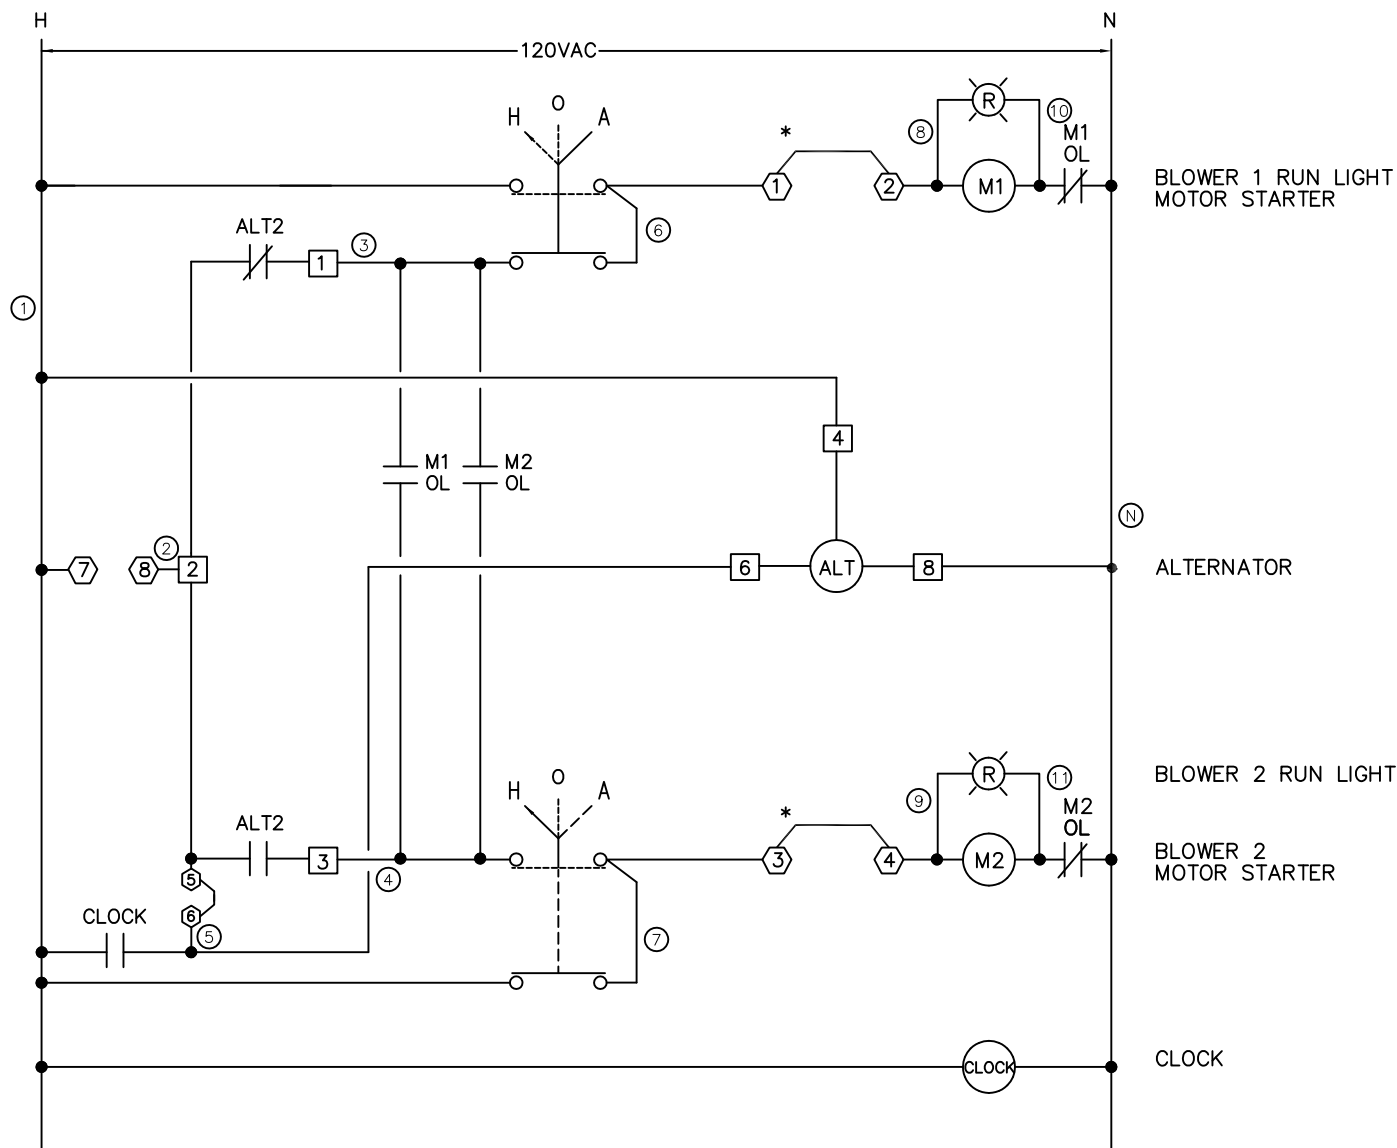 H
N
120VAC
H O A
*
8
R
10
M1
OL
1
2
M1
BLOWER 1 RUN LIGHT
MOTOR STARTER
ALT2
1
3
6
1
4
M1
OL
M2
OL
N
7
8
2
2
6
ALT
8
ALTERNATOR
H O A
*
9
R
11
BLOWER 2 RUN LIGHT
M2
OL
ALT2
3
4
3
4
M2
BLOWER 2
MOTOR STARTER
5
6
CLOCK
5
7
CLOCK
CLOCK